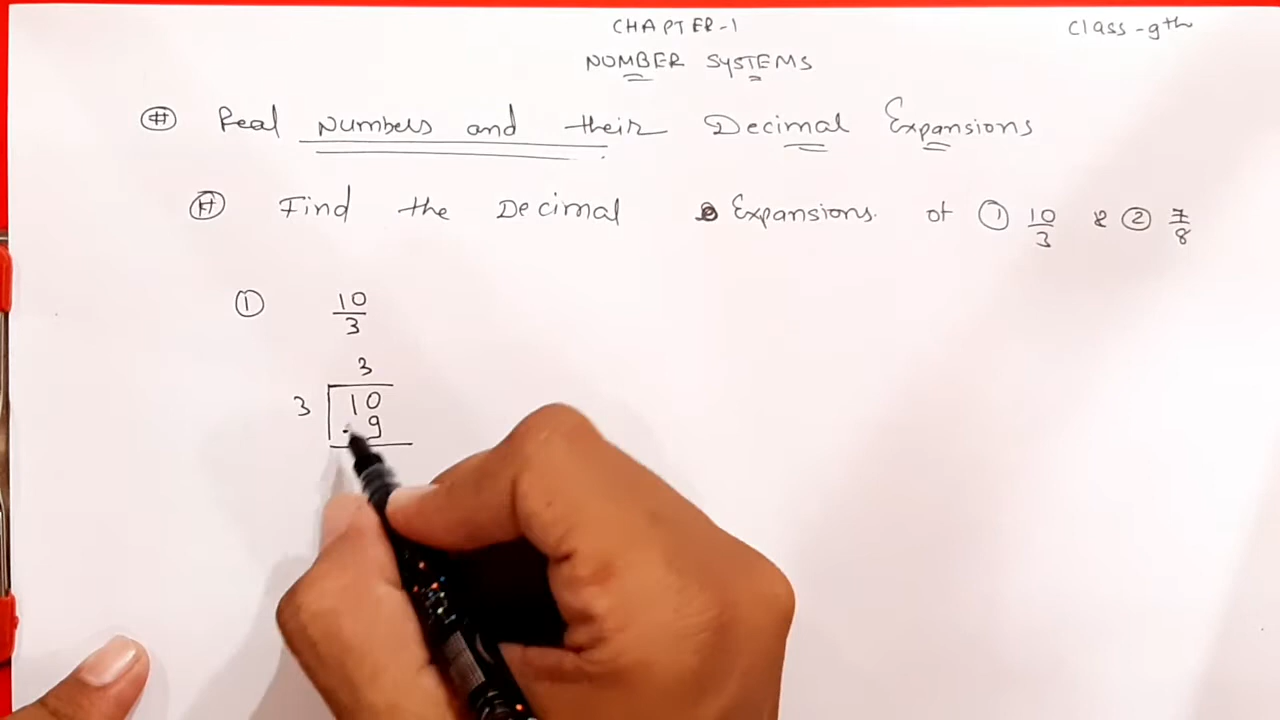 CHAPTER-1
Class-9th
NUMBER SYSTEMS
# Real Numbers and their Decimal Expansions
# Find the Decimal Expansions. of ① 10/3 & ② 7/8
① 10/3
3
3 10
- 9